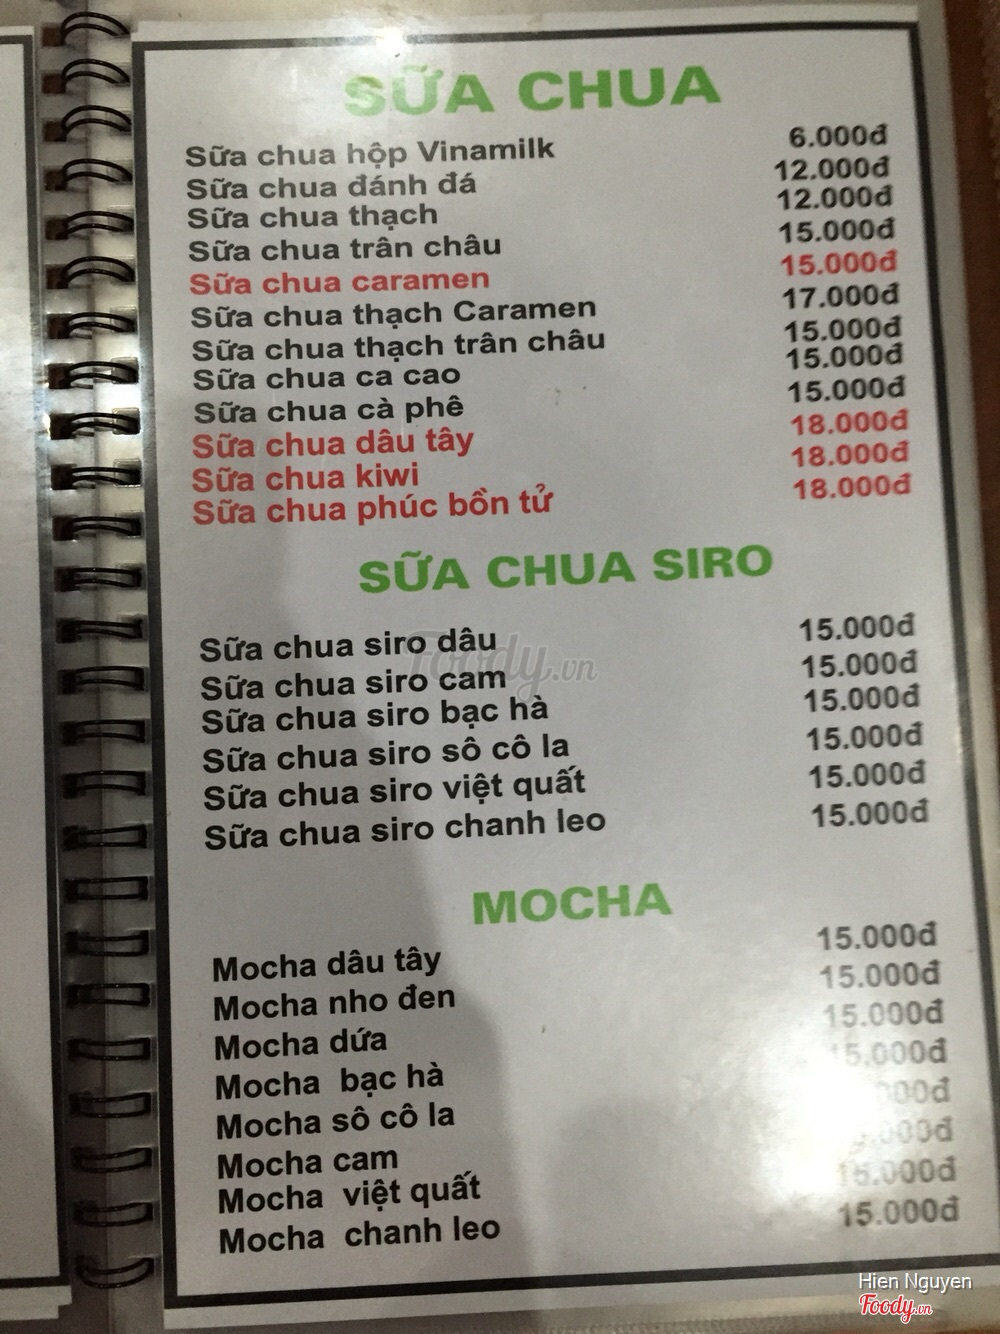 SỮA CHUA
Sữa chua hộp Vinamilk 6.000đ
Sữa chua đánh đá 12.000đ
Sữa chua thạch 12.000đ
Sữa chua trân châu 15.000đ
Sữa chua caramen 15.000đ
Sữa chua thạch Caramen 17.000đ
Sữa chua thạch trân châu 15.000đ
Sữa chua ca cao 15.000đ
Sữa chua cà phê 15.000đ
Sữa chua dâu tây 18.000đ
Sữa chua kiwi 18.000đ
Sữa chua phúc bồn tử 18.000đ
SỮA CHUA SIRO
Sữa chua siro dâu 15.000đ
Sữa chua siro cam 15.000đ
Sữa chua siro bạc hà 15.000đ
Sữa chua siro sô cô la 15.000đ
Sữa chua siro việt quất 15.000đ
Sữa chua siro chanh leo 15.000đ
Foody.vn
MOCHA
Mocha dâu tây 15.000đ
Mocha nho đen 15.000đ
Mocha dứa 15.000đ
Mocha bạc hà 15.000đ
Mocha sô cô la
Mocha cam
Mocha việt quất 15.000đ
Mocha chanh leo 15.000đ
Hien Nguyen
Foody.vn